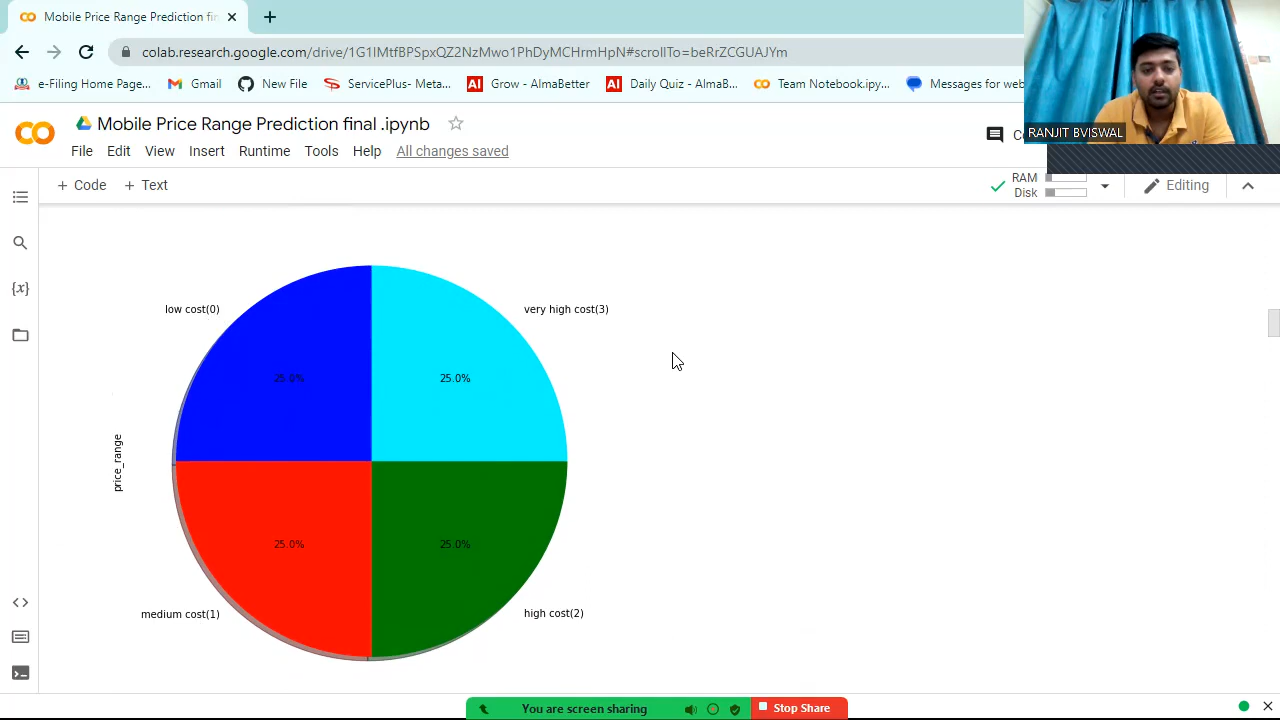 Mobile Price Range Prediction fin
colab.research.google.com/drive/1G1lMtfBPSpxQZ2NzMwo1PhDyMCHrmHpN#scrollTo=beRrZCGUAJYm
e-Filing Home Page...
Gmail
New File
ServicePlus- Meta...
AI Grow - AlmaBetter
AI Daily Quiz - AlmaB...
Team Notebook.ipy...
Messages for web
RANJIT BVISWAL
Mobile Price Range Prediction final .ipynb
File Edit View Insert Runtime Tools Help All changes saved
+ Code + Text
RAM
Disk
Editing
{x}
low cost(0)
very high cost(3)
25.0%
25.0%
price_range
25.0%
25.0%
medium cost(1)
high cost(2)
You are screen sharing
Stop Share